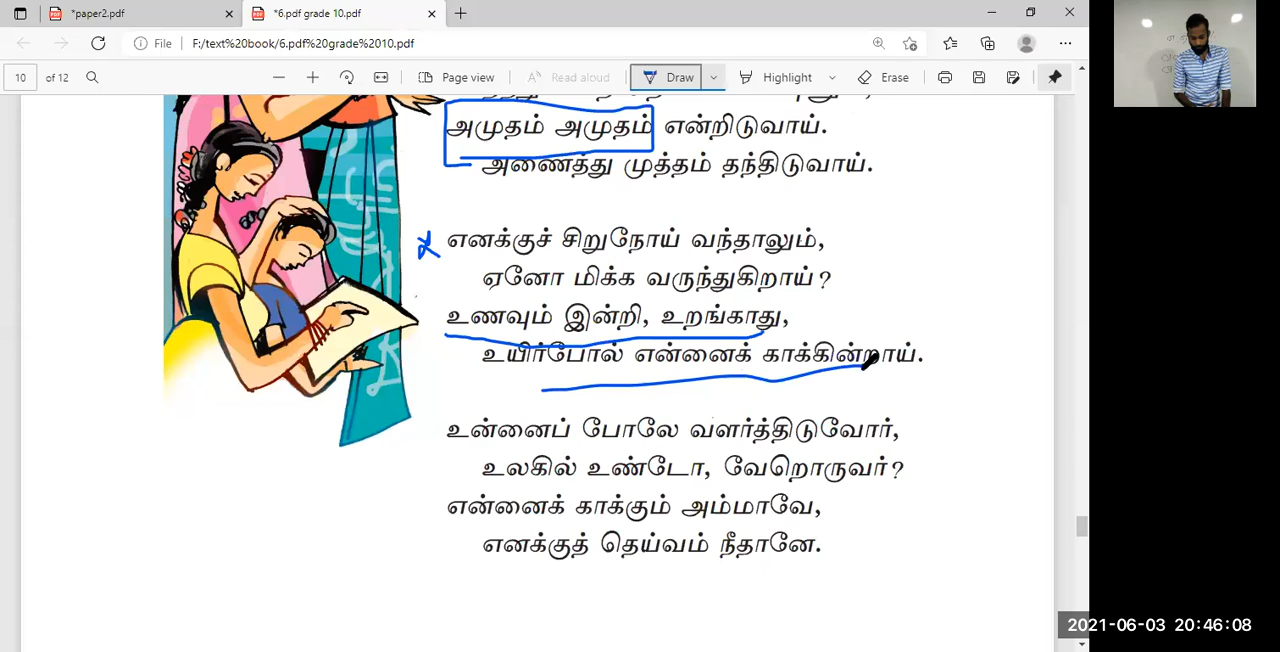 *paper2.pdf
*6.pdf grade 10.pdf
File F:/text%20book/6.pdf%20grade%2010.pdf
10 of 12
Page view
Read aloud
Draw
Highlight
Erase
அமுதம் அமுதம் என்றிடுவாய்.
அணைத்து முத்தம் தந்திடுவாய்.
எனக்குச் சிறுநோய் வந்தாலும்,
ஏனோ மிக்க வருந்துகிறாய்?
உணவும் இன்றி, உறங்காது,
உயிர்போல் என்னைக் காக்கின்றாய்.
உன்னைப் போலே வளர்த்திடுவோர்,
உலகில் உண்டோ, வேறொருவர்?
என்னைக் காக்கும் அம்மாவே,
எனக்குத் தெய்வம் நீதானே.
2021-06-03 20:46:08